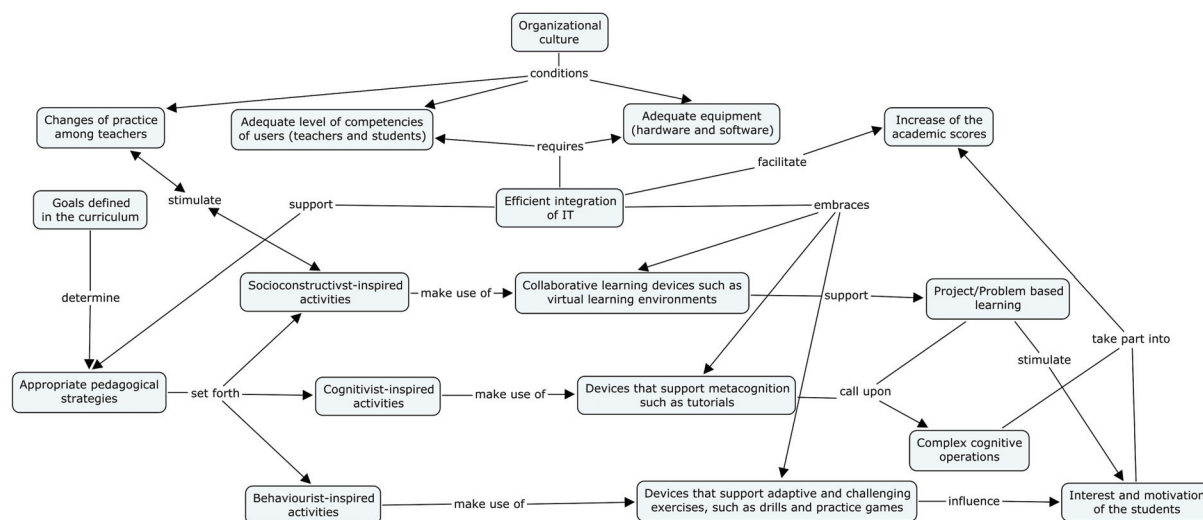 Organizational
culture
conditions
Changes of practice
among teachers
Adequate level of competencies
of users (teachers and students)
Adequate equipment
(hardware and software)
Increase of the
academic scores
requires
facilitate
Goals defined
in the curriculum
stimulate
support
Efficient integration
of IT
embraces
determine
Socioconstructivst-inspired
activities
make use of
Collaborative learning devices such as
virtual learning environments
support
Project/Problem based
learning
take part into
stimulate
Appropriate pedagogical
strategies
set forth
Cognitivist-inspired
activities
make use of
Devices that support metacognition
such as tutorials
call upon
Complex cognitive
operations
Behaviourist-inspired
activities
make use of
Devices that support adaptive and challenging
exercises, such as drills and practice games
influence
Interest and motivation
of the students